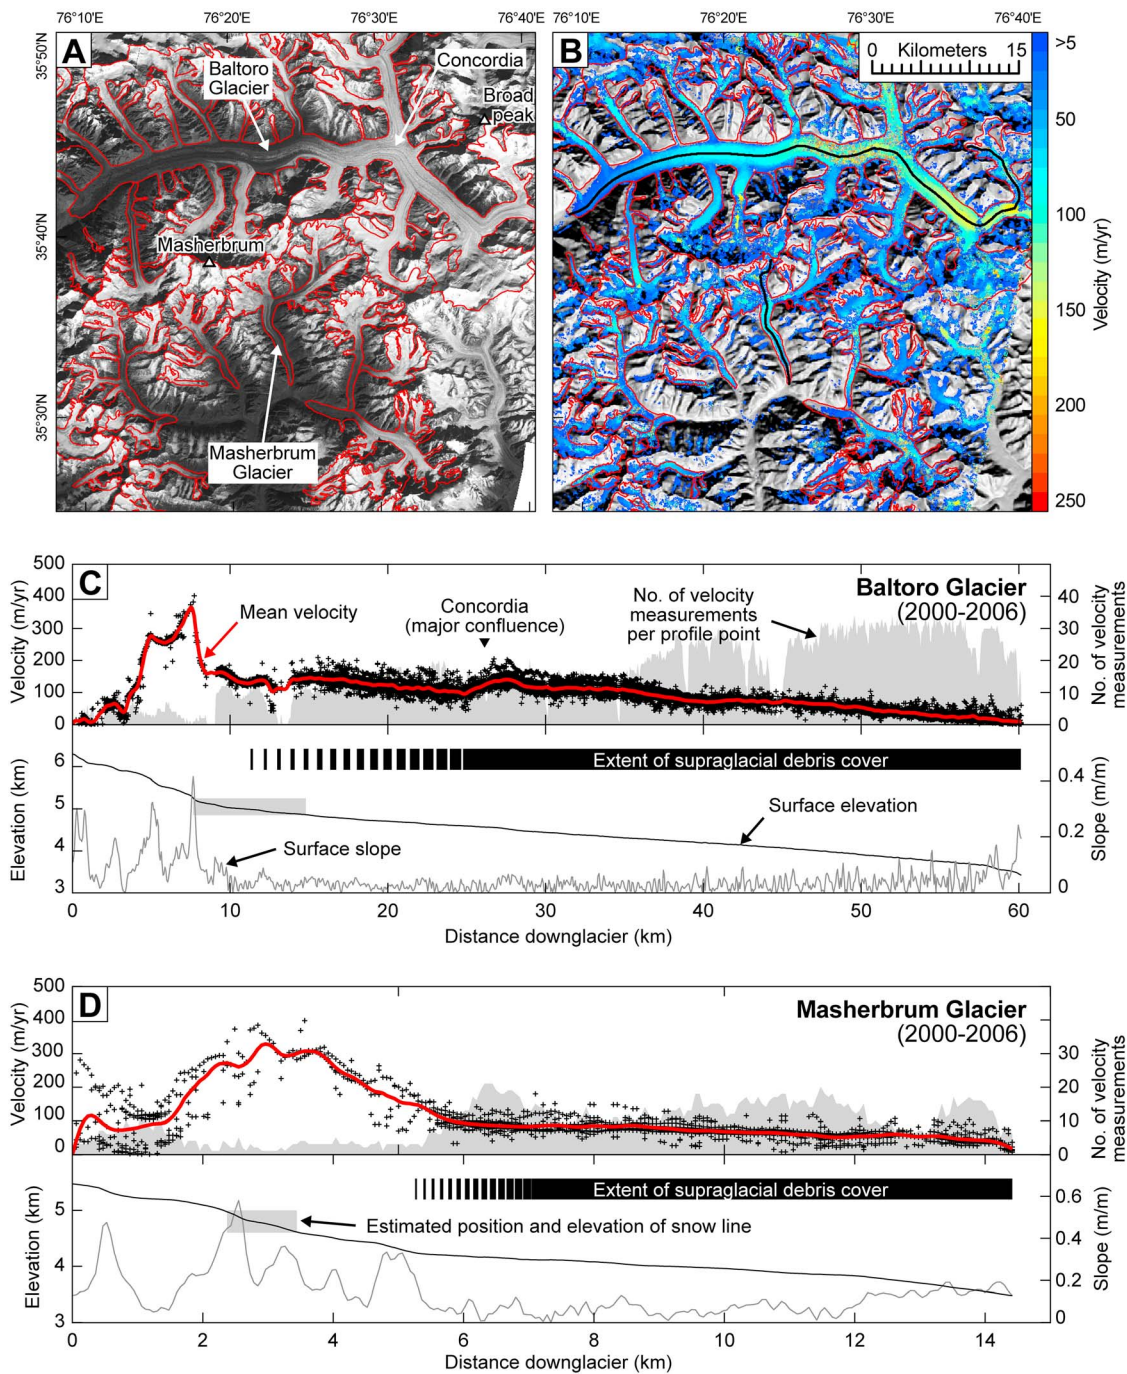 76°10'E 76°20'E 76°30'E 76°40'E 76°10'E 76°20'E 76°30'E 76°40'E
A
35°50'N
35°40'N
35°30'N
Baltoro
Glacier
Concordia
Broad
peak
Masherbrum
Masherbrum
Glacier
B
0 Kilometers 15
>5
50
100
150
200
250
Velocity (m/yr)
C
Baltoro Glacier
(2000-2006)
Velocity (m/yr)
500
400
300
200
100
0
Mean velocity
Concordia
(major confluence)
No. of velocity
measurements
per profile point
40
30
20
10
0
No. of velocity
measurements
Elevation (km)
6
5
4
3
Extent of supraglacial debris cover
Surface elevation
Surface slope
0.4
0.2
0
Slope (m/m)
0 10 20 30 40 50 60
Distance downglacier (km)
D
Masherbrum Glacier
(2000-2006)
Velocity (m/yr)
500
400
300
200
100
0
30
20
10
0
No. of velocity
measurements
Elevation (km)
5
4
3
Extent of supraglacial debris cover
Estimated position and elevation of snow line
0.6
0.4
0.2
0
Slope (m/m)
0 2 4 6 8 10 12 14
Distance downglacier (km)